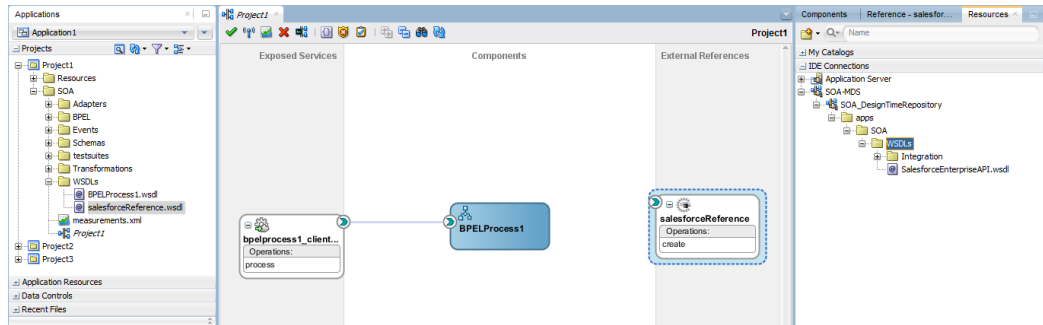 Applications
Application1
Projects
Project1
Resources
SOA
Adapters
BPEL
Events
Schemas
testsuites
Transformations
WSDLs
BPELProcess1.wsdl
salesforceReference.wsdl
measurements.xml
Project1
Project2
Project3
Application Resources
Data Controls
Recent Files
Project1
Project1
Exposed Services
Components
External References
bpelprocess1_client...
Operations:
process
BPELProcess1
salesforceReference
Operations:
create
Components
Reference - salesfor...
Resources
Name
My Catalogs
IDE Connections
Application Server
SOA-MDS
SOA_DesignTimeRepository
apps
SOA
WSDLs
Integration
SalesforceEnterpriseAPI.wsdl